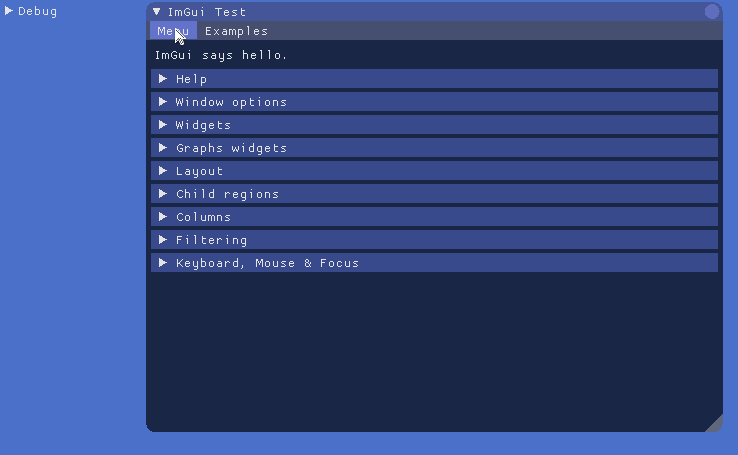 Debug
ImGui Test
Menu Examples
ImGui says hello.
Help
Window options
Widgets
Graphs widgets
Layout
Child regions
Columns
Filtering
Keyboard, Mouse & Focus